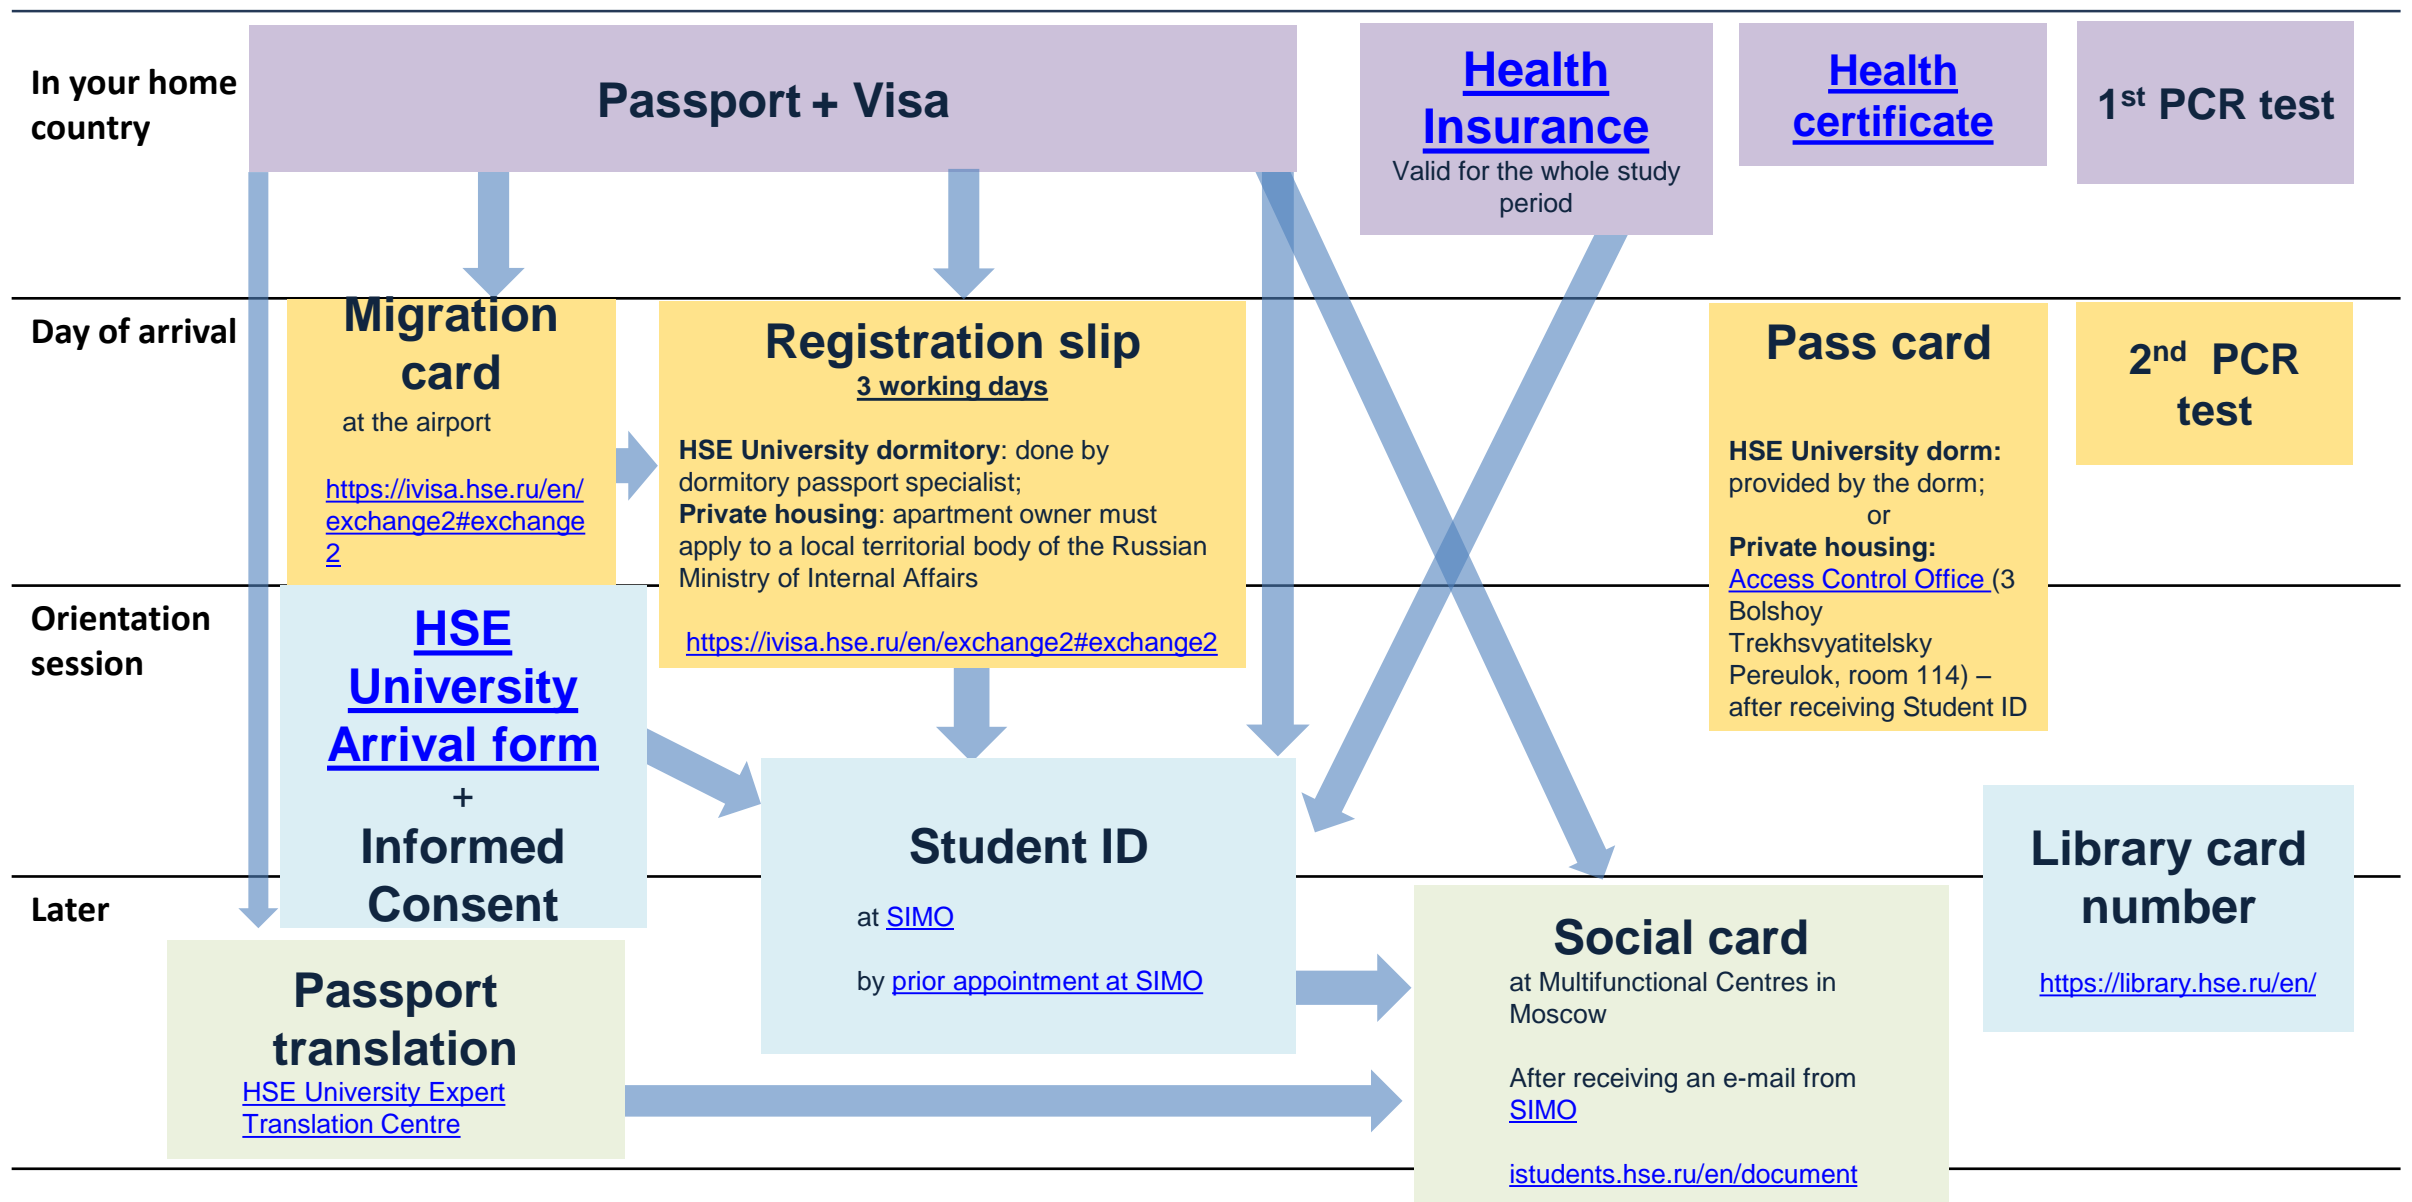 In your home
country
Passport + Visa
Health
Insurance
Valid for the whole study
period
Health
certificate
1st PCR test
Day of arrival
Migration
card
at the airport
https://ivisa.hse.ru/en/
exchange2#exchange
2
Registration slip
3 working days
HSE University dormitory: done by
dormitory passport specialist;
Private housing: apartment owner must
apply to a local territorial body of the Russian
Ministry of Internal Affairs
https://ivisa.hse.ru/en/exchange2#exchange2
Pass card
HSE University dorm:
provided by the dorm;
or
Private housing:
Access Control Office (3
Bolshoy
Trekhsvyatitelsky
Pereulok, room 114) –
after receiving Student ID
2nd PCR
test
Orientation
session
HSE
University
Arrival form
+
Informed
Consent
Student ID
at SIMO
by prior appointment at SIMO
Library card
number
https://library.hse.ru/en/
Later
Passport
translation
HSE University Expert
Translation Centre
Social card
at Multifunctional Centres in
Moscow
After receiving an e-mail from
SIMO
istudents.hse.ru/en/document